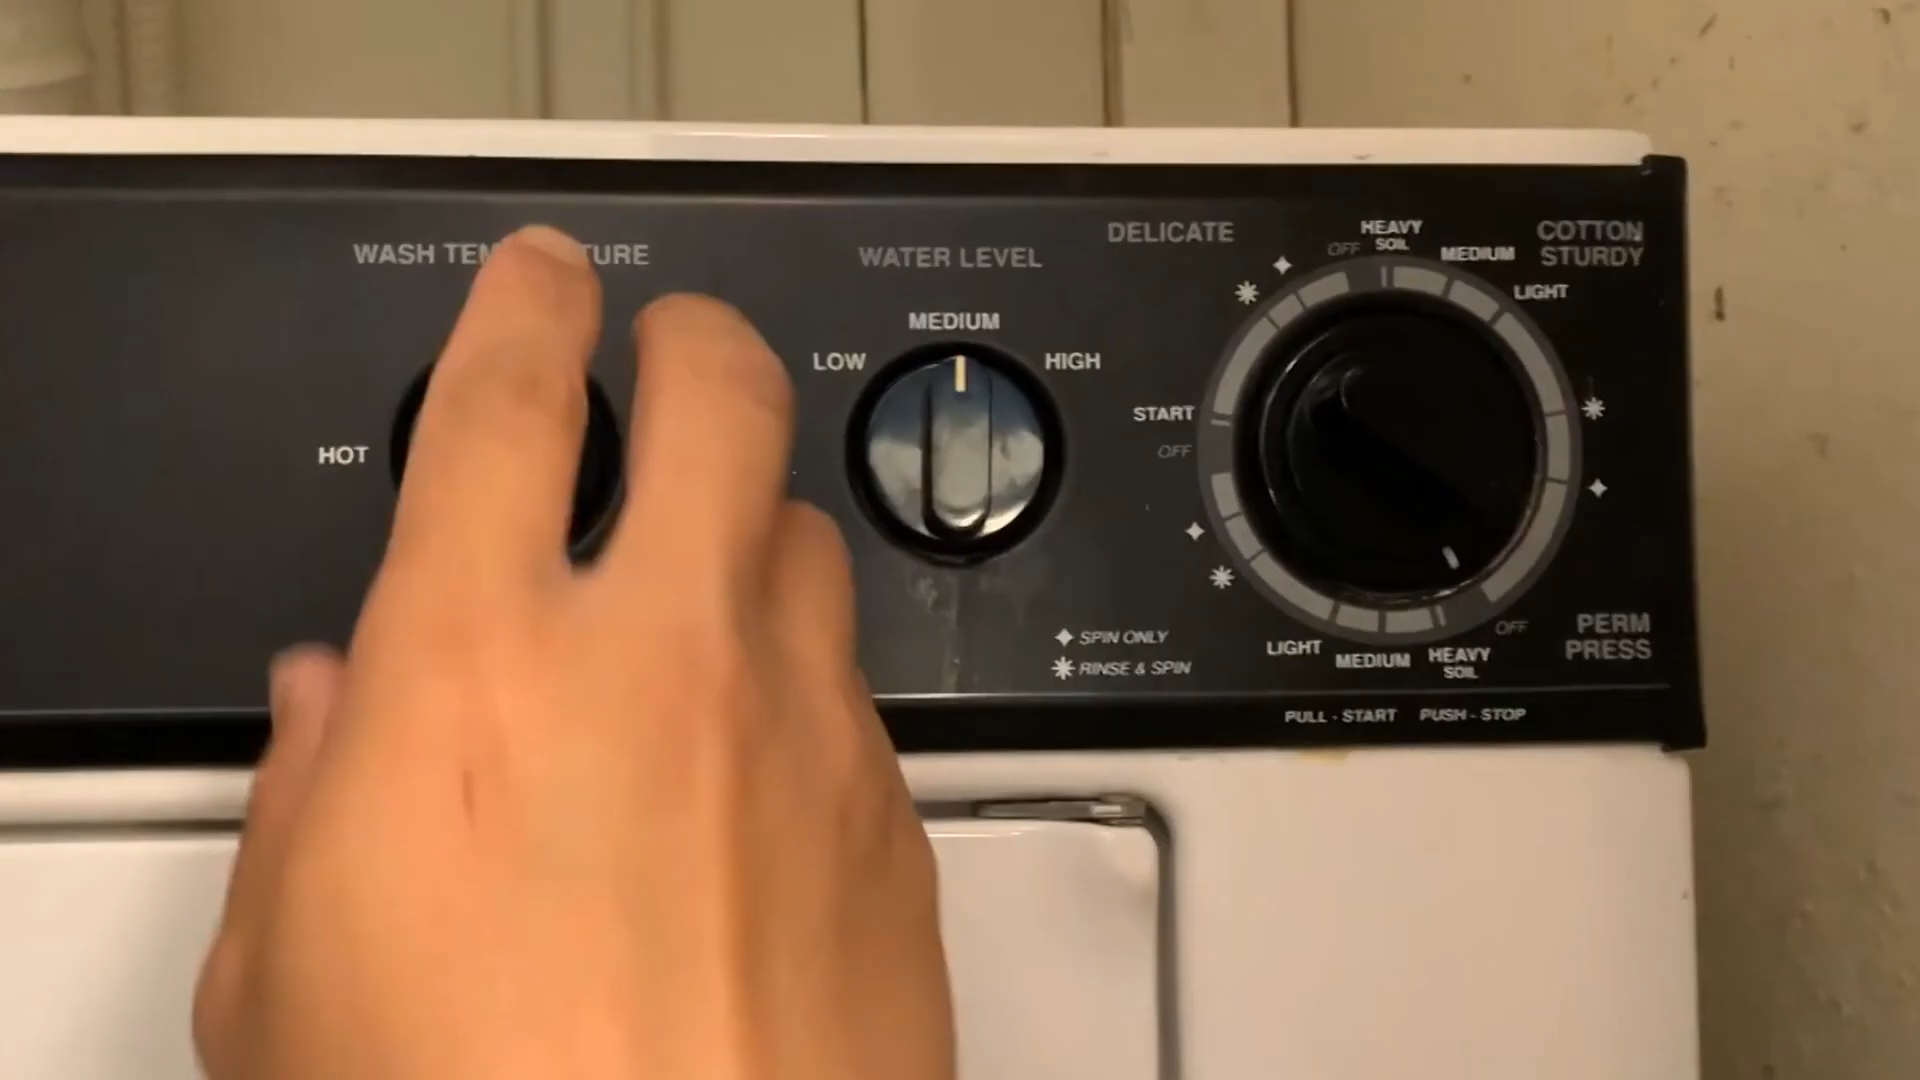 WASH TEM TURE
HOT
WATER LEVEL
MEDIUM
LOW
HIGH
DELICATE
OFF
HEAVY
SOIL
MEDIUM
LIGHT
COTTON
STURDY
START
OFF
LIGHT
MEDIUM
HEAVY
SOIL
OFF
PERM
PRESS
SPIN ONLY
RINSE & SPIN
PULL - START PUSH - STOP